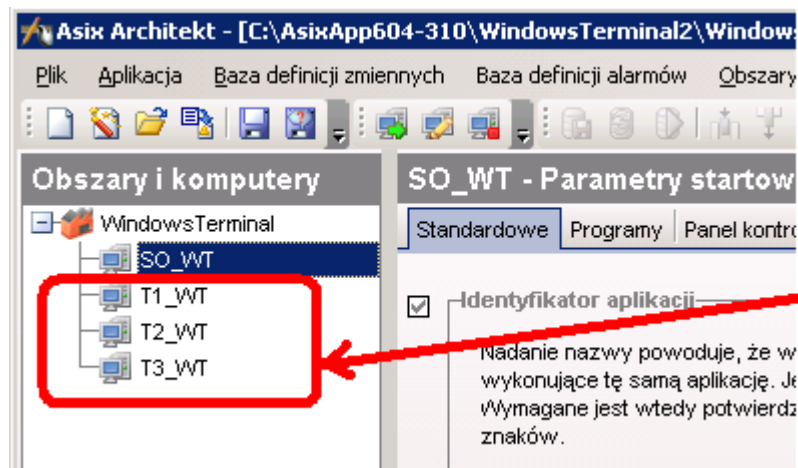 Asix Architekt - [C:\AsixApp604-310\WindowsTerminal2\Windows
Plik Aplikacja Baza definicji zmiennych Baza definicji alarmów Obszary
Obszary i komputery
SO_WT - Parametry startow
WindowsTerminal
Standardowe Programy Panel kontro
SO_WT
T1_WT
Identyfikator aplikacji
T2_WT
Nadanie nazwy powoduje, że w
T3_WT
wykonujące tę samą aplikację. Je
Wymagane jest wtedy potwierdz
znaków.